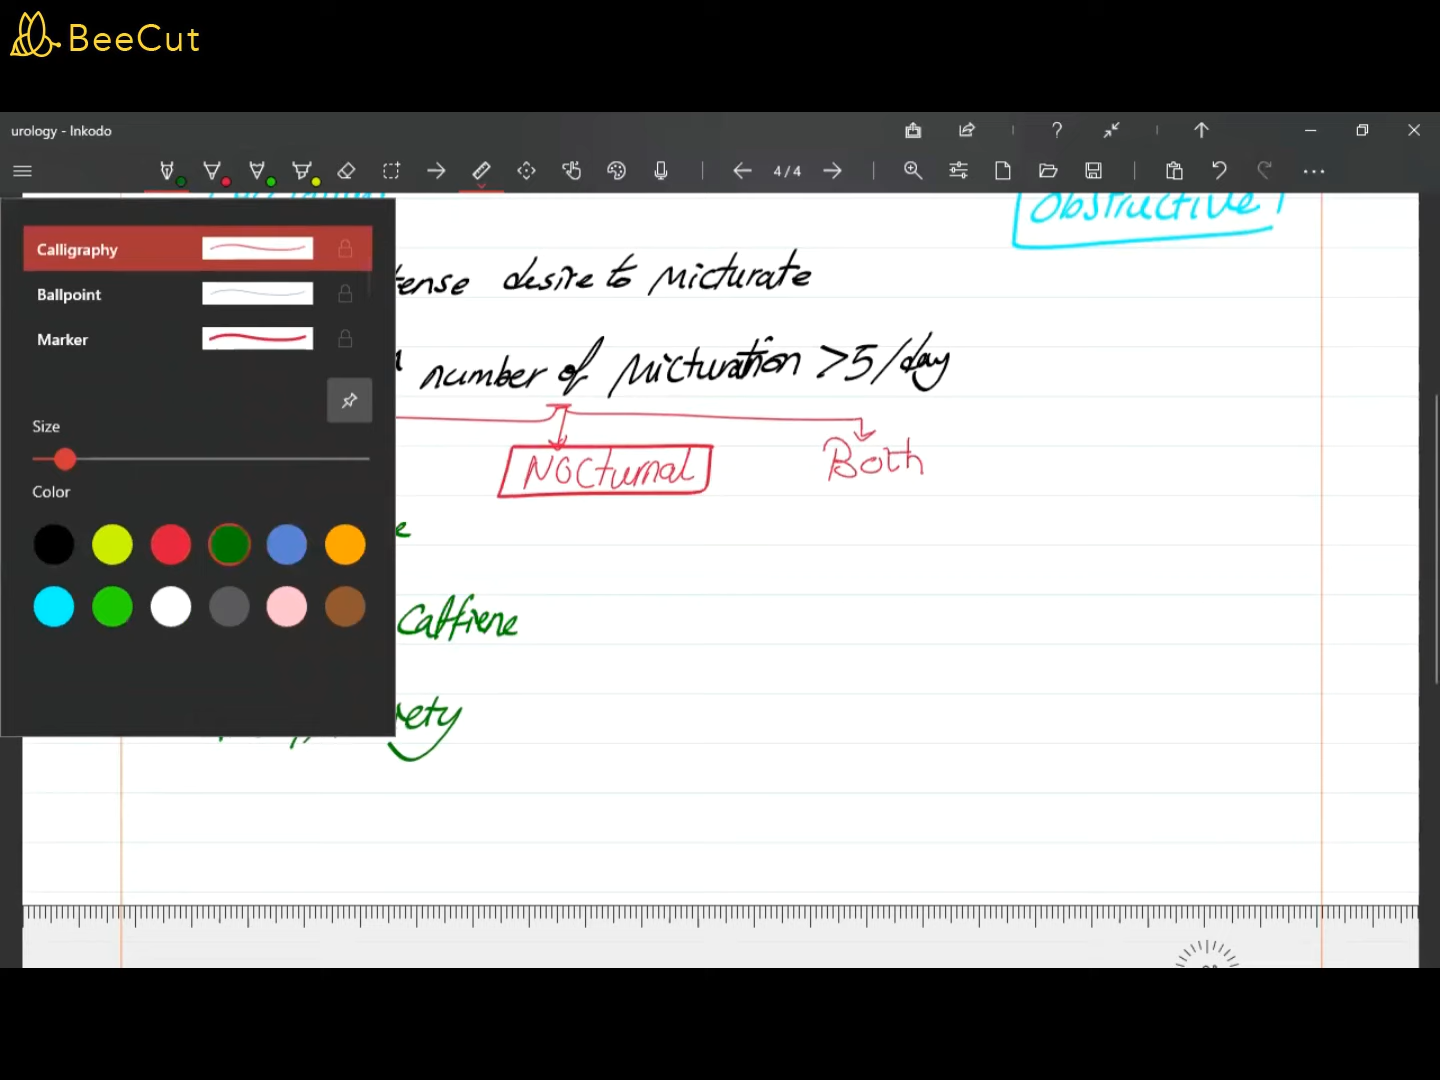 BeeCut
urology - Inkodo
4/4
Obstructive
Calligraphy
Ballpoint
Marker
Size
Color
tense desire to micturate
number of micturation >5/day
Nocturnal
Both
e
Caffiene
ety